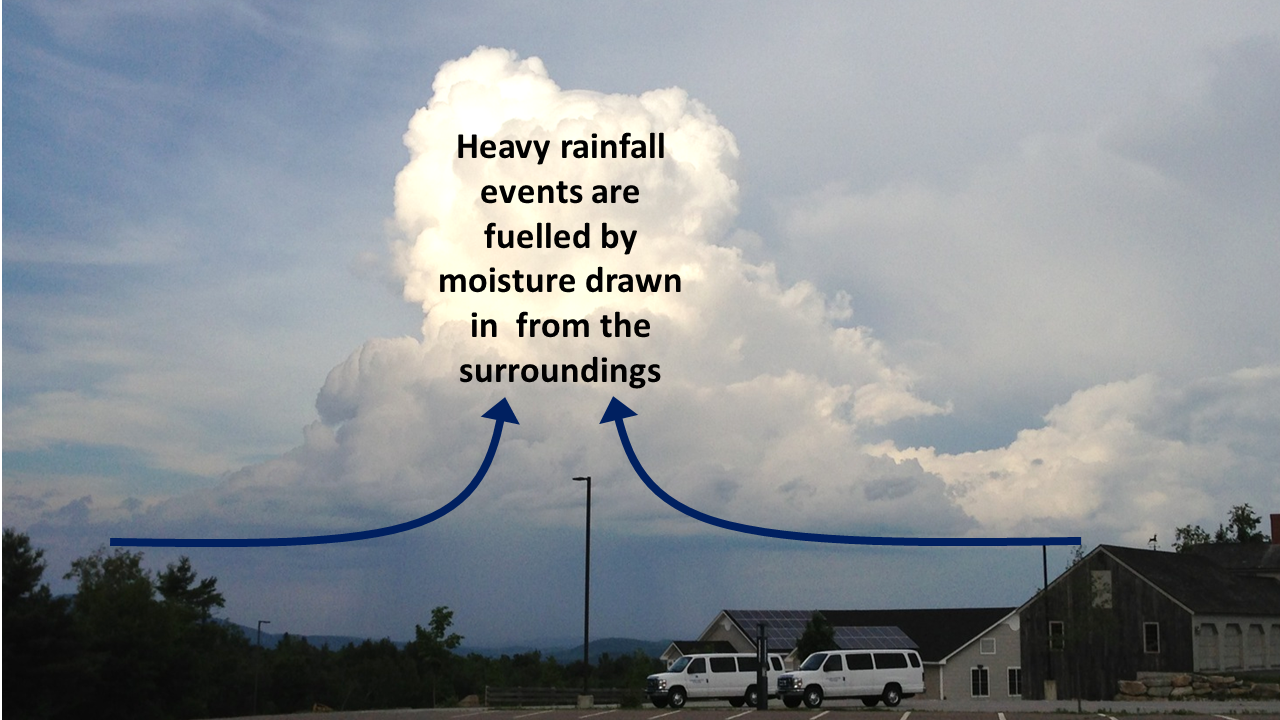 Heavy rainfall
events are
fuelled by
moisture drawn
in  from the
surroundings